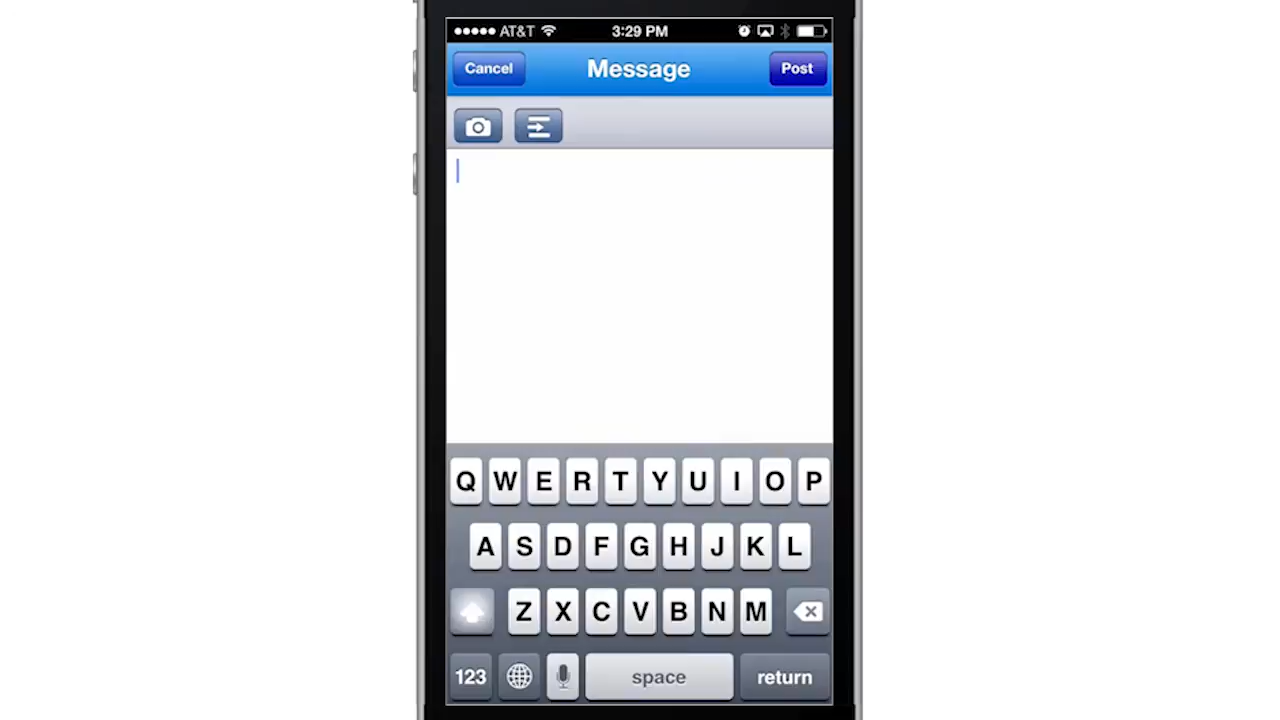 AT&T 3:29 PM
Cancel Message Post
Q W E R T Y U I O P
A S D F G H J K L
Z X C V B N M
123 space return